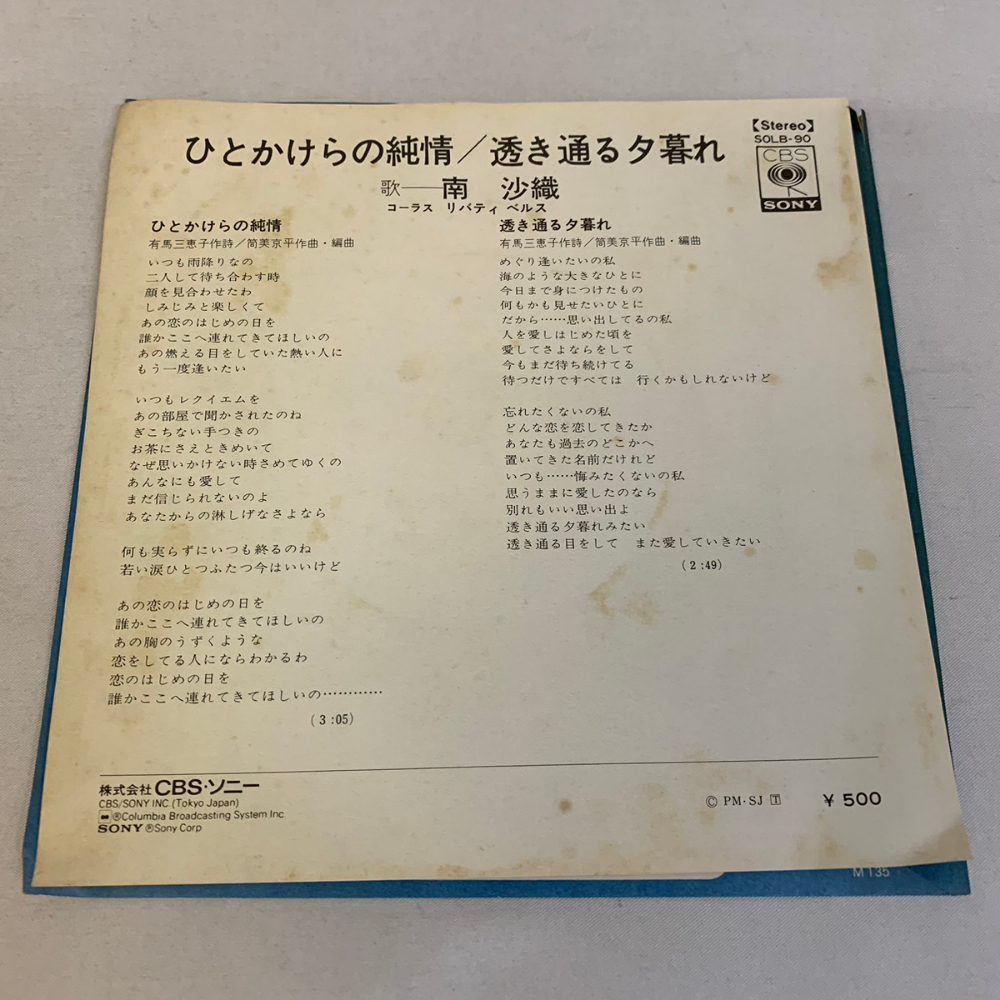 ひとかけらの純情／透き通る夕暮れ
歌──南 沙織
コーラス リバティ ベルス
【Stereo】
SOLB-90
CBS
SONY
ひとかけらの純情
有馬三恵子作詩／筒美京平作曲・編曲
いつも雨降りなの
二人して待ち合わす時
顔を見合わせたわ
しみじみと楽しくて
あの恋のはじめの日を
誰かここへ連れてきてほしいの
あの燃える目をしていた熱い人に
もう一度逢いたい
いつもレクイエムを
あの部屋で聞かされたのね
ぎこちない手つきの
お茶にさえときめいて
なぜ思いかけない時さめてゆくの
あんなにも愛して
まだ信じられないのよ
あなたからの淋しげなさよなら
何も実らずにいつも終るのね
若い涙ひとつふたつ今はいいけど
あの恋のはじめの日を
誰かここへ連れてきてほしいの
あの胸のうずくような
恋をしてる人にならわかるわ
恋のはじめの日を
誰かここへ連れてきてほしいの…………
(3:05)
透き通る夕暮れ
有馬三恵子作詩／筒美京平作曲・編曲
めぐり逢いたいの私
海のような大きなひとに
今日まで身につけたもの
何もかも見せたいひとに
だから……思い出してるの私
人を愛しはじめた頃を
愛してさよならをして
今もまだ待ち続けてる
待つだけですべては 行くかもしれないけど
忘れたくないの私
どんな恋を恋してきたか
あなたも過去のどこかへ
置いてきた名前だけれど
いつも……悔みたくないの私
思うままに愛したのなら
別れもいい思い出よ
透き通る夕暮れみたい
透き通る目をして また愛していきたい
(2:49)
株式会社 CBS・ソニー
CBS/SONY INC (Tokyo Japan)
®Columbia Broadcasting System Inc
SONY ®Sony Corp
© PM・SJ 🅃 ￥500
M 135